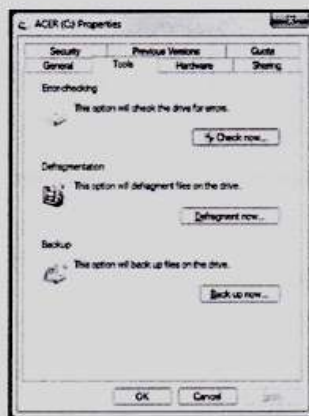 ACER (C:) Properties
Security Previous Versions Quota
General Tools Hardware Sharing
Error-checking
This option will check the drive for errors.
Check now...
Defragmentation
This option will defragment files on the drive.
Defragment now...
Backup
This option will back up files on the drive.
Back up now...
OK Cancel